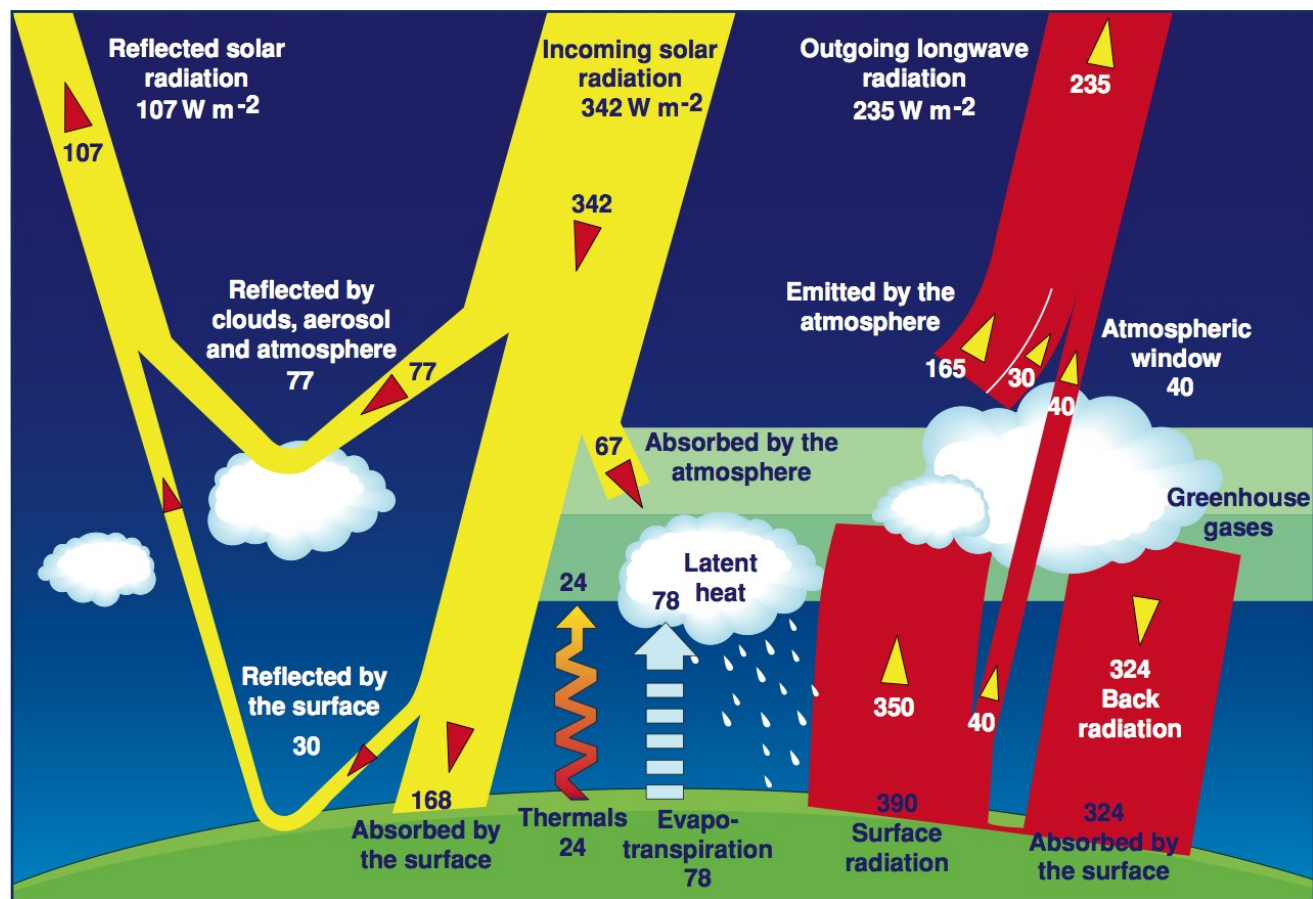 Reflected solar
radiation
107 W m-2
107
Incoming solar
radiation
342 W m-2
342
Outgoing longwave
radiation
235 W m-2
235
Reflected by
clouds, aerosol
and atmosphere
77
77
Emitted by the
atmosphere
165
30
40
Atmospheric
window
40
67
Absorbed by the
atmosphere
Greenhouse
gases
24
Latent
heat
78
Reflected by
the surface
30
350
40
324
Back
radiation
168
Absorbed by
the surface
Thermals
24
Evapo-
transpiration
78
390
Surface
radiation
324
Absorbed by
the surface